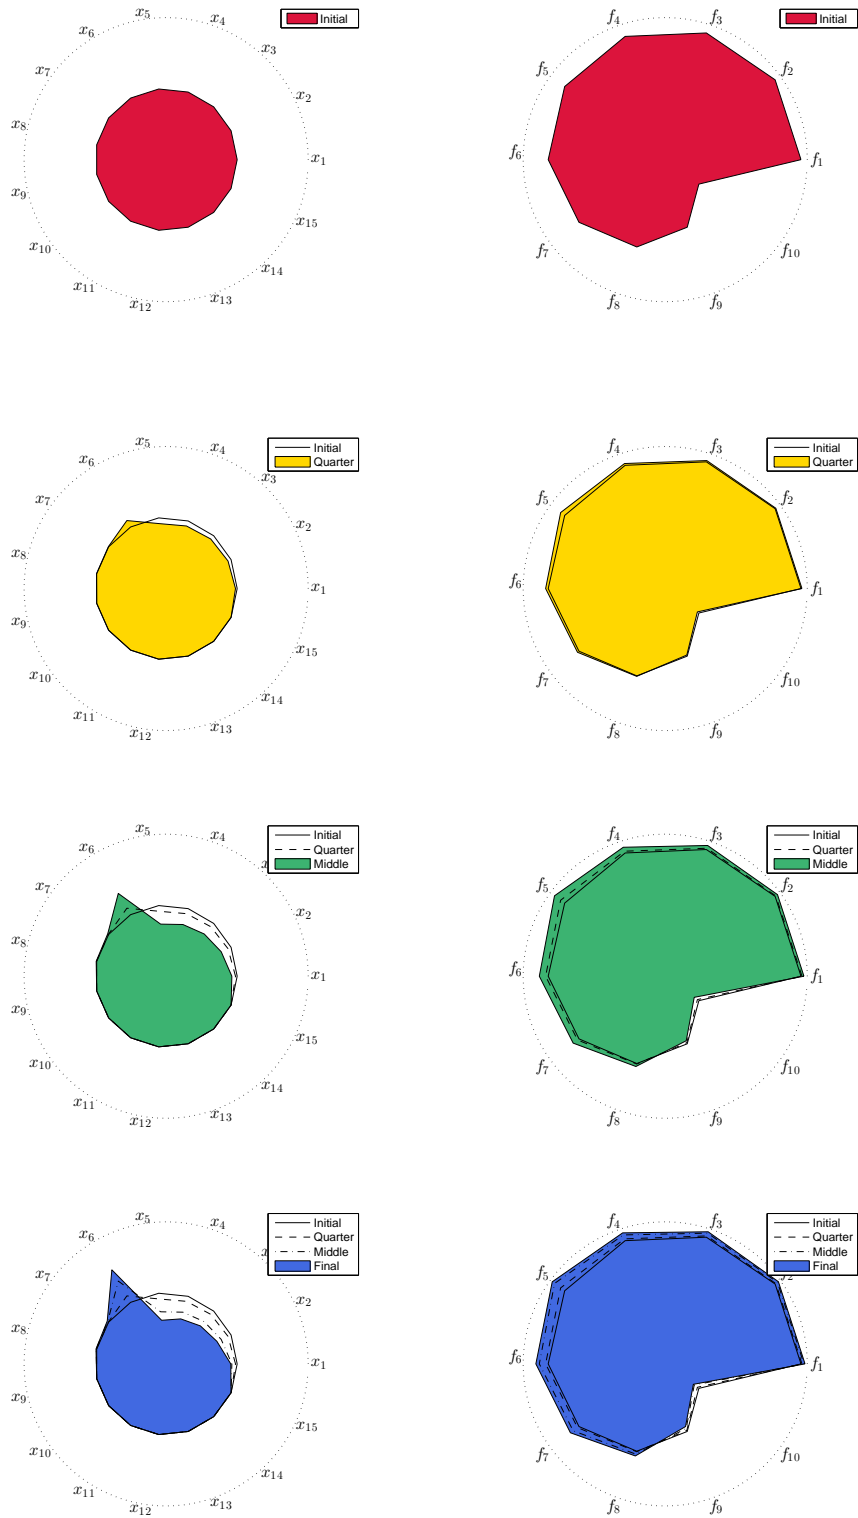 x5
Initial
x4
x6
x3
x7
x2
x8
x1
x9
x15
x10
x14
x11
x13
x12
Initial
f4
f3
f5
f2
f6
f1
f7
f10
f8
f9
x5
Initial
Quarter
x4
x6
x3
x7
x2
x8
x1
x9
x15
x10
x14
x11
x13
x12
f4
f3
Initial
Quarter
f5
f2
f6
f1
f7
f10
f8
f9
x5
x4
Initial
Quarter
Middle
x6
x7
x2
x8
x1
x9
x15
x10
x14
x11
x13
x12
f4
f3
Initial
Quarter
Middle
f5
f2
f6
f1
f7
f10
f8
f9
x5
x4
Initial
Quarter
Middle
Final
x6
x7
x2
x8
x1
x9
x15
x10
x14
x11
x13
x12
f4
f3
Initial
Quarter
Middle
Final
f5
f2
f6
f1
f7
f10
f8
f9